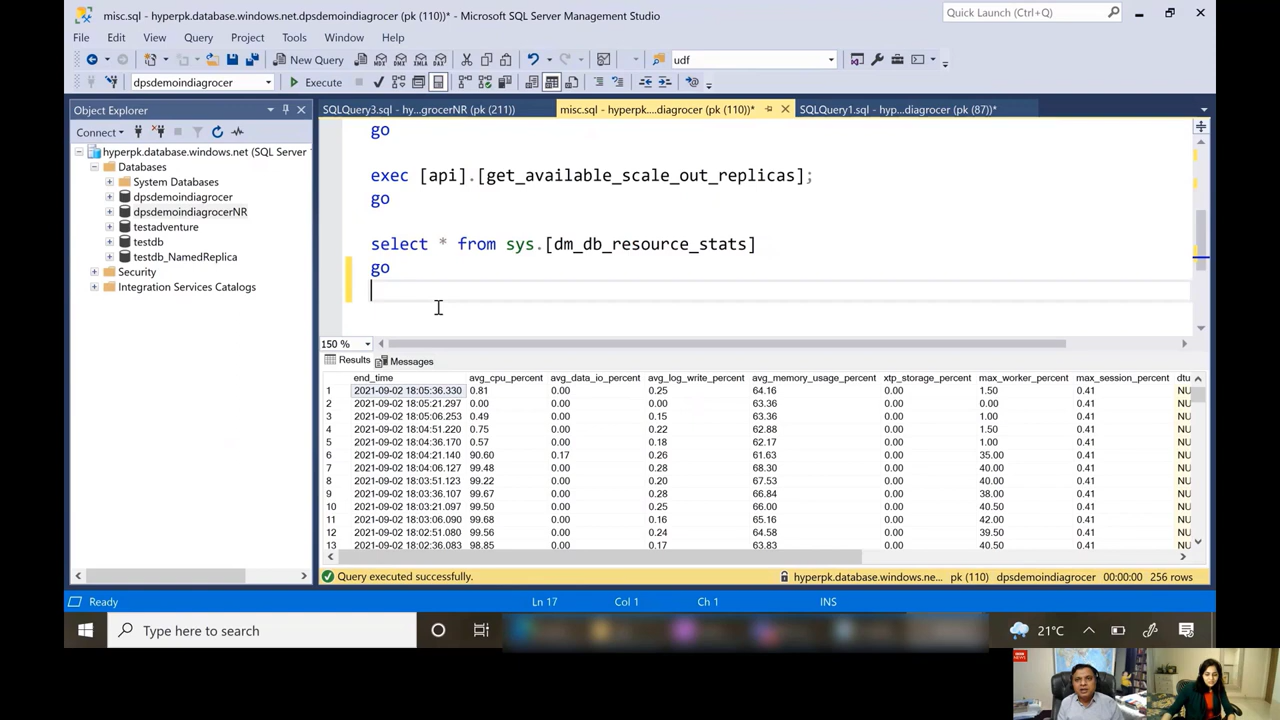 misc.sql - hyperpk.database.windows.net.dpsdemoindiagrocer (pk (110))* - Microsoft SQL Server Management Studio
Quick Launch (Ctrl+Q)
File Edit View Query Project Tools Window Help
New Query
MDX DMX XMLA DAX
udf
dpsdemoindiagrocer
Execute
Object Explorer
SQLQuery3.sql - hy...grocerNR (pk (211))
misc.sql - hyperpk....diagrocer (pk (110))*
SQLQuery1.sql - hyp...diagrocer (pk (87))*
Connect
hyperpk.database.windows.net (SQL Server
Databases
System Databases
dpsdemoindiagrocer
dpsdemoindiagrocerNR
testadventure
testdb
testdb_NamedReplica
Security
Integration Services Catalogs
go
exec [api].[get_available_scale_out_replicas];
go
select * from sys.[dm_db_resource_stats]
go
150 %
Results Messages
end_time avg_cpu_percent avg_data_io_percent avg_log_write_percent avg_memory_usage_percent xtp_storage_percent max_worker_percent max_session_percent dtu
1 2021-09-02 18:05:36.330 0.81 0.00 0.25 64.16 0.00 1.50 0.41 NU
2 2021-09-02 18:05:21.297 0.00 0.00 0.00 63.36 0.00 0.00 0.41 NU
3 2021-09-02 18:05:06.253 0.49 0.00 0.15 63.36 0.00 1.00 0.41 NU
4 2021-09-02 18:04:51.220 0.75 0.00 0.22 62.88 0.00 1.50 0.41 NU
5 2021-09-02 18:04:36.170 0.57 0.00 0.18 62.17 0.00 1.00 0.41 NU
6 2021-09-02 18:04:21.140 90.60 0.17 0.26 61.63 0.00 35.00 0.41 NU
7 2021-09-02 18:04:06.127 99.48 0.00 0.28 68.30 0.00 40.00 0.41 NU
8 2021-09-02 18:03:51.123 99.22 0.00 0.20 67.53 0.00 40.00 0.41 NU
9 2021-09-02 18:03:36.107 99.67 0.00 0.28 66.84 0.00 38.00 0.41 NU
10 2021-09-02 18:03:21.097 99.50 0.00 0.25 66.00 0.00 40.50 0.41 NU
11 2021-09-02 18:03:06.090 99.68 0.00 0.16 65.16 0.00 42.00 0.41 NU
12 2021-09-02 18:02:51.080 99.56 0.00 0.24 64.58 0.00 39.50 0.41 NU
13 2021-09-02 18:02:36.083 98.85 0.00 0.17 63.83 0.00 40.50 0.41 NU
Query executed successfully.
hyperpk.database.windows.ne... pk (110) dpsdemoindiagrocer 00:00:00 256 rows
Ready Ln 17 Col 1 Ch 1 INS
Type here to search
21°C
NEWS